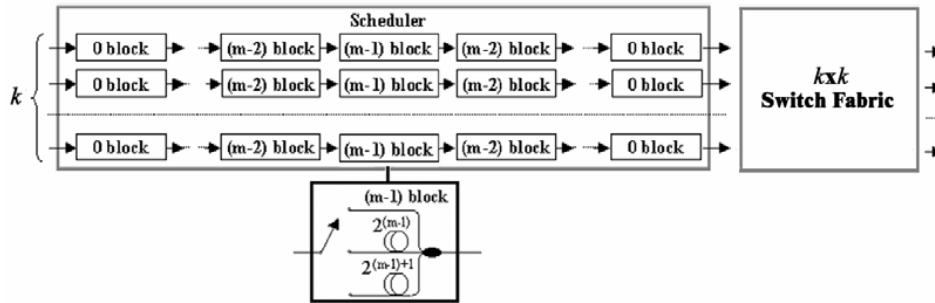 Scheduler
0 block (m-2) block (m-1) block (m-2) block 0 block
0 block (m-2) block (m-1) block (m-2) block 0 block
k
kxk
Switch Fabric
0 block (m-2) block (m-1) block (m-2) block 0 block
(m-1) block
2^(m-1)
2^(m-1)+1